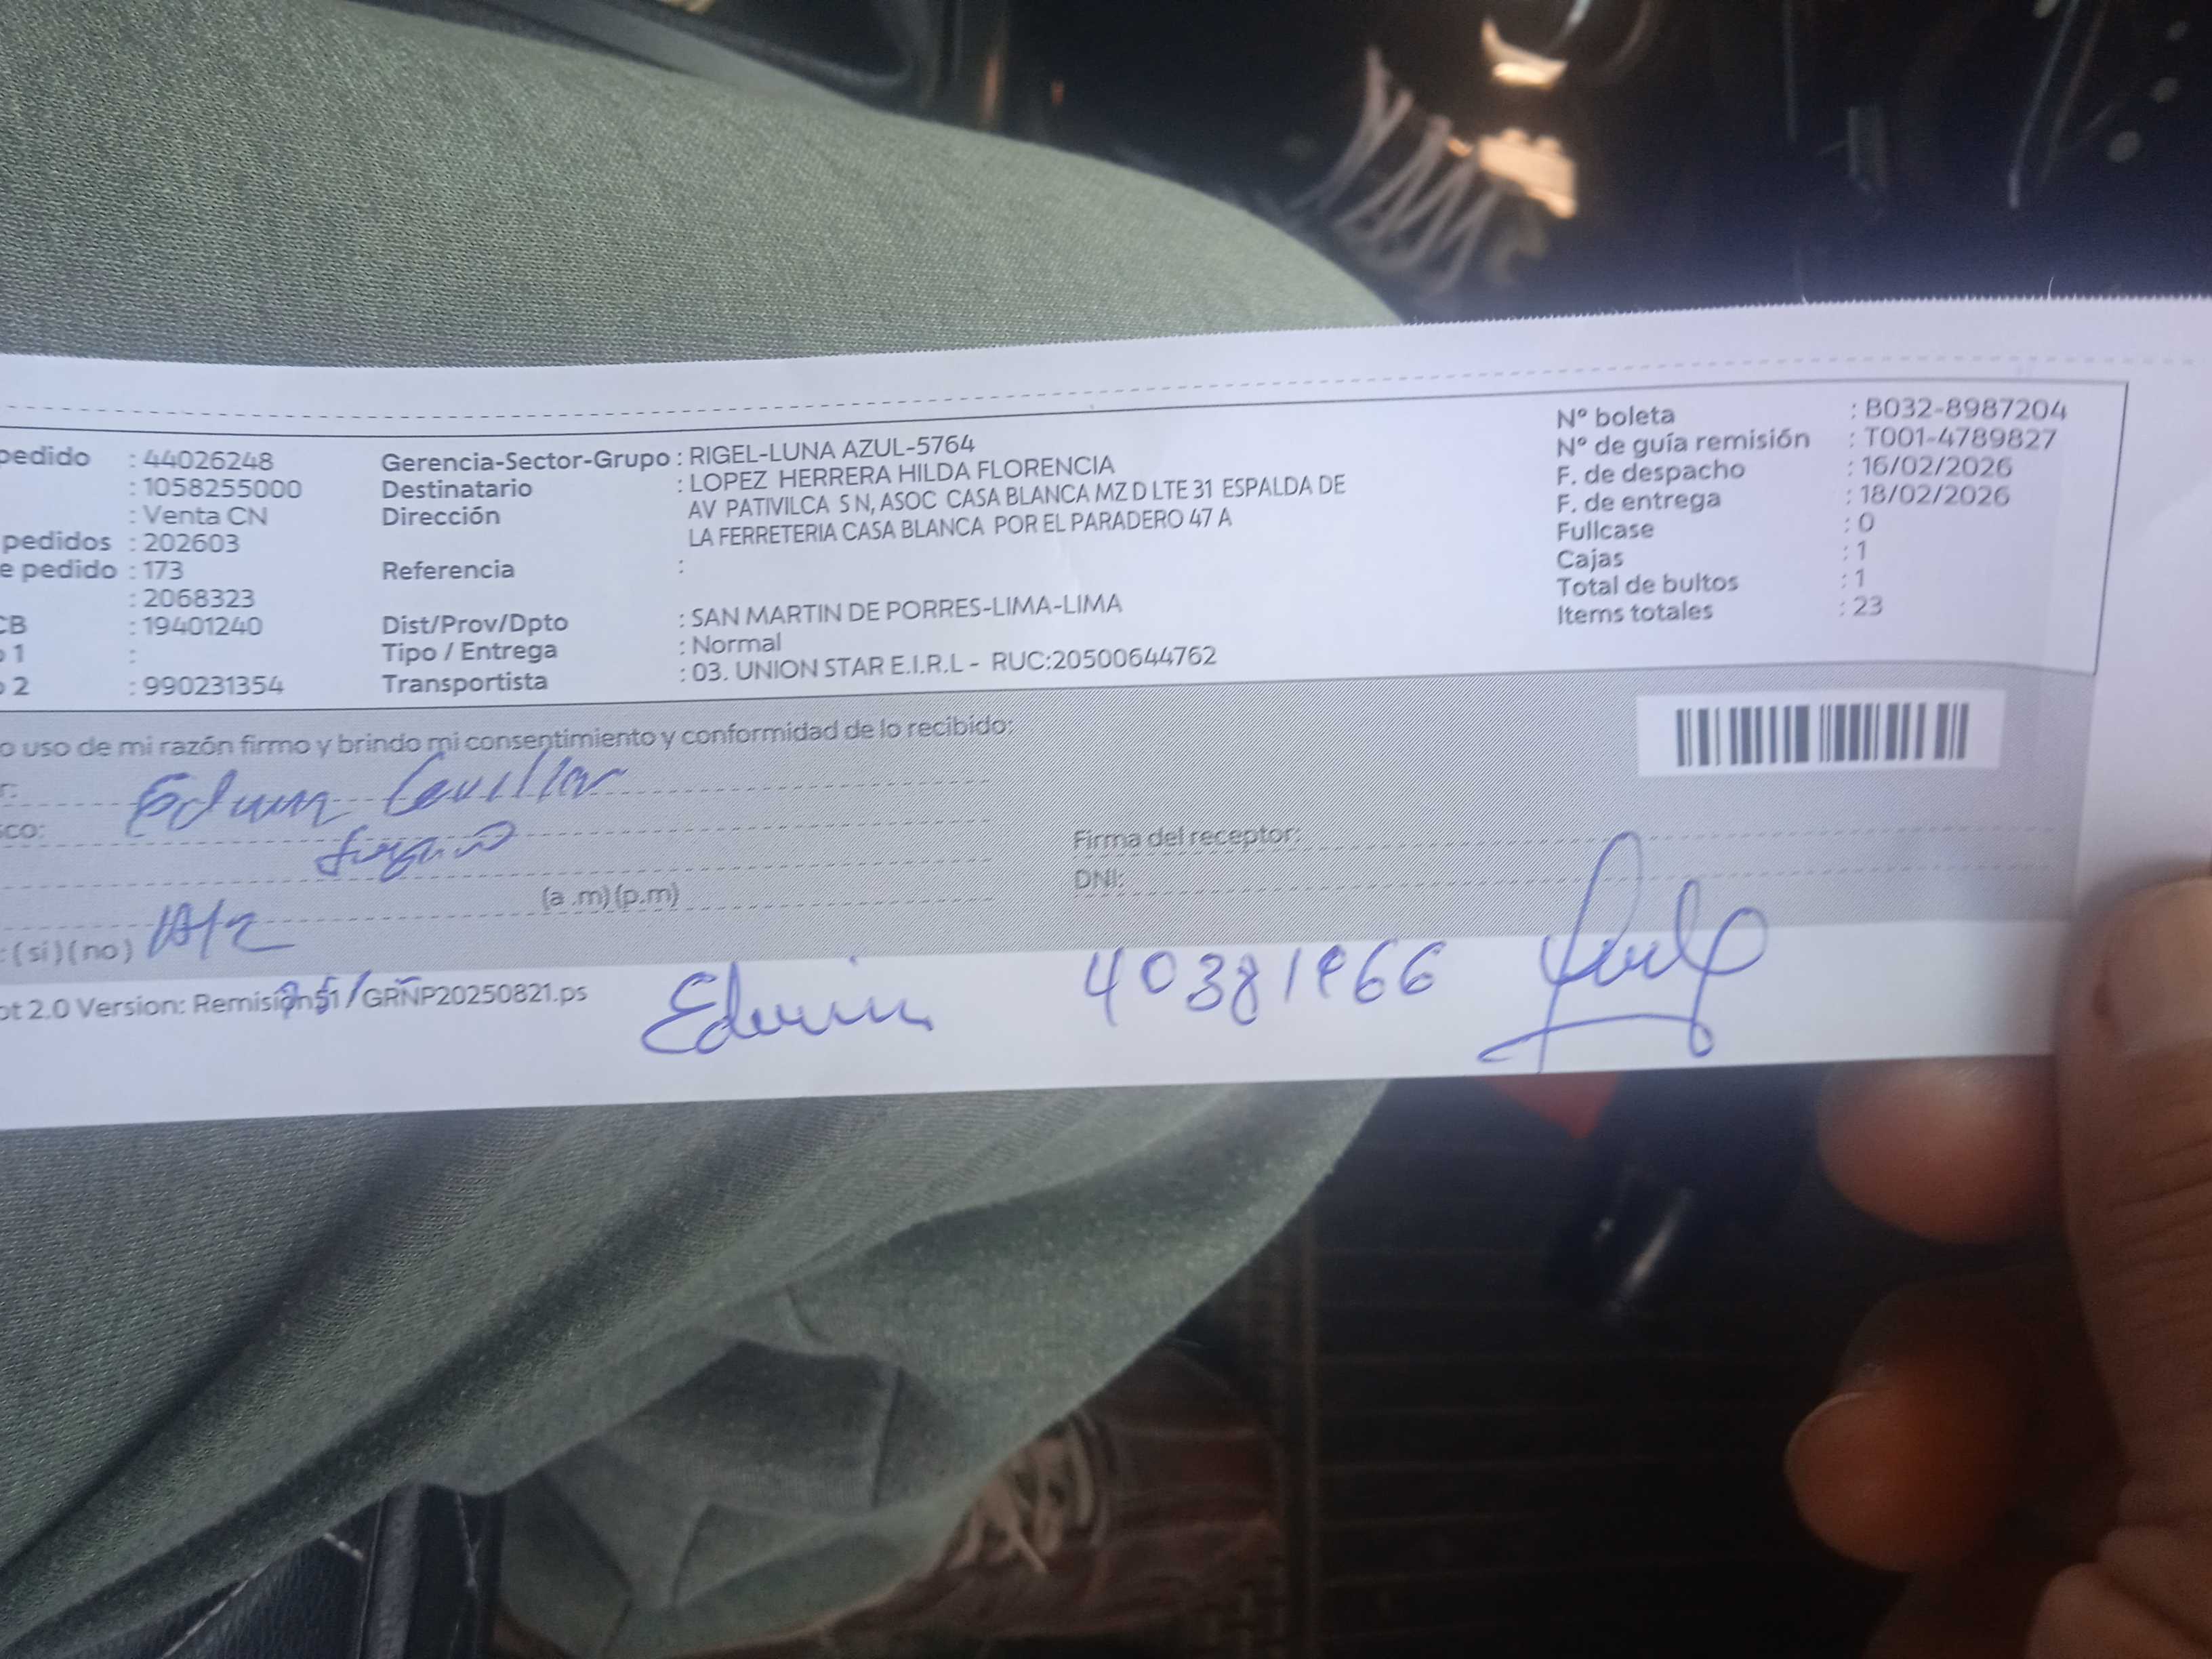 pedido : 44026248 Gerencia-Sector-Grupo : RIGEL-LUNA AZUL-5764 N° boleta : B032-8987204
: 1058255000 Destinatario : LOPEZ HERRERA HILDA FLORENCIA N° de guía remisión : T001-4789827
: Venta CN Dirección AV PATIVILCA S N, ASOC CASA BLANCA MZ D LTE 31 ESPALDA DE F. de despacho : 16/02/2026
pedidos : 202603 LA FERRETERIA CASA BLANCA POR EL PARADERO 47 A F. de entrega : 18/02/2026
e pedido : 173 Referencia : Fullcase : 0
: 2068323 Cajas : 1
CB : 19401240 Dist/Prov/Dpto : SAN MARTIN DE PORRES-LIMA-LIMA Total de bultos : 1
1 : Tipo / Entrega : Normal Items totales : 23
2 : 990231354 Transportista : 03. UNION STAR E.I.R.L - RUC:20500644762
o uso de mi razón firmo y brindo mi consentimiento y conformidad de lo recibido:
r: Edwin
sco: Firma del receptor:
(a .m) (p.m) DNI:
: (si) (no)
ot 2.0 Version: Remision51/GRNP20250821.ps Edwin 40381966